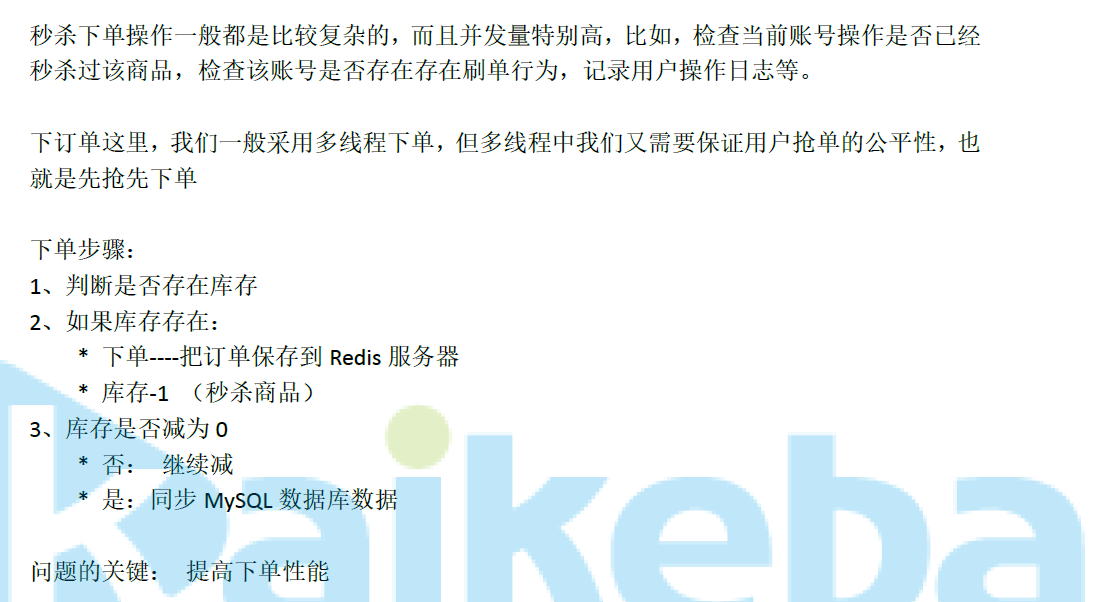 秒杀下单操作一般都是比较复杂的，而且并发量特别高，比如，检查当前账号操作是否已经
秒杀过该商品，检查该账号是否存在存在刷单行为，记录用户操作日志等。
下订单这里，我们一般采用多线程下单，但多线程中我们又需要保证用户抢单的公平性，也
就是先抢先下单
下单步骤：
1、判断是否存在库存
2、如果库存存在：
* 下单----把订单保存到 Redis 服务器
* 库存-1 （秒杀商品）
3、库存是否减为 0
* 否： 继续减
* 是：同步 MySQL 数据库数据
问题的关键： 提高下单性能
kaikeba